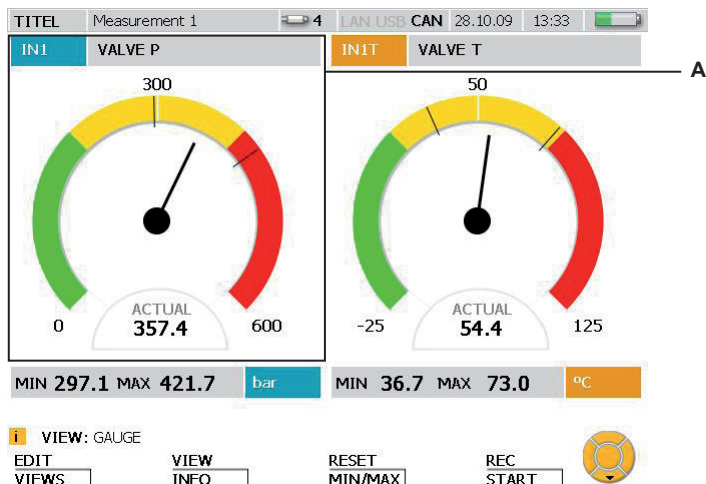 TITEL Measurement 1 4 LAN USB CAN 28.10.09 13:33
IN1 VALVE P IN1T VALVE T
A
300 50
ACTUAL ACTUAL
0 357.4 600 -25 54.4 125
MIN 297.1 MAX 421.7 bar MIN 36.7 MAX 73.0 °C
i VIEW: GAUGE
EDIT VIEW RESET REC
VIEWS INFO MIN/MAX START